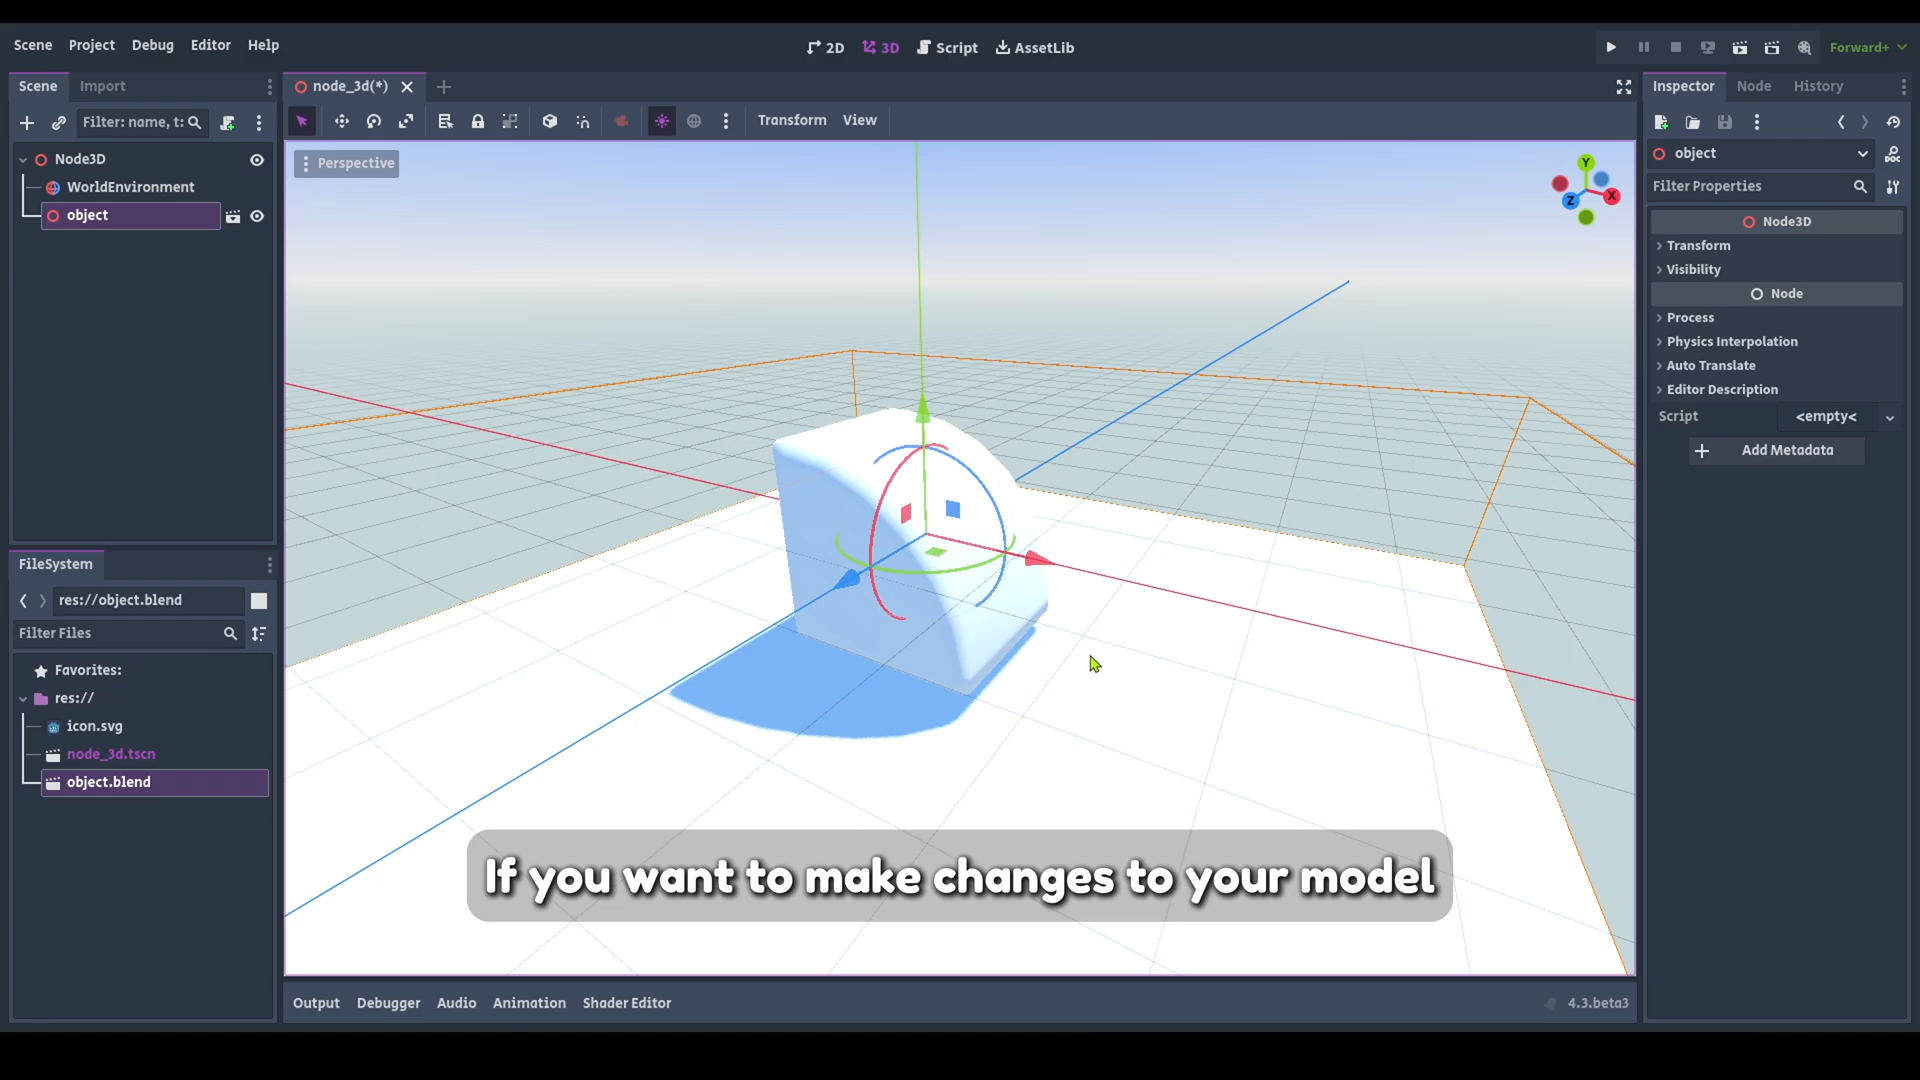 Scene Project Debug Editor Help
2D 3D Script AssetLib
Forward+
Scene Import
node_3d(*)
Inspector Node History
Filter: name, t:
Transform View
Node3D
WorldEnvironment
object
Perspective
Y
X
Z
object
Filter Properties
Node3D
Transform
Visibility
Node
Process
Physics Interpolation
Auto Translate
Editor Description
Script <empty<
Add Metadata
FileSystem
res://object.blend
Filter Files
Favorites:
res://
icon.svg
node_3d.tscn
object.blend
If you want to make changes to your model
Output Debugger Audio Animation Shader Editor
4.3.beta3